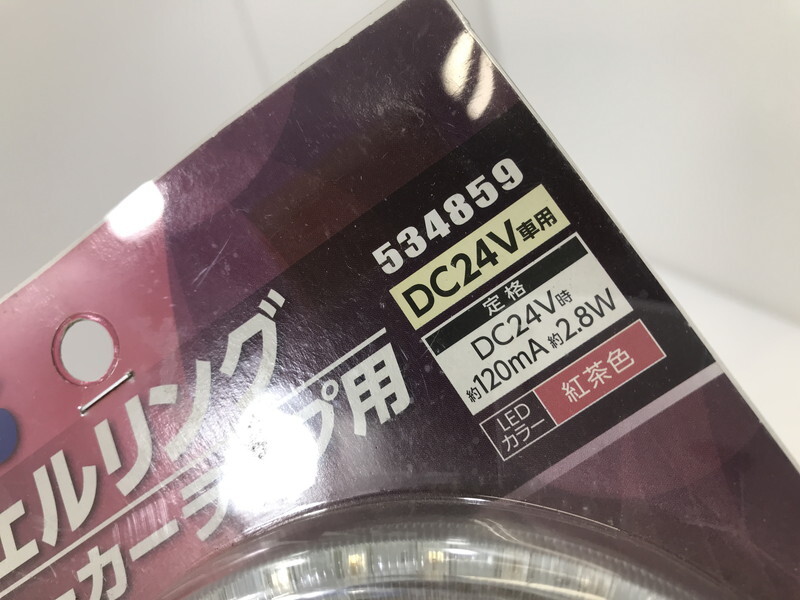 534859
DC24V車用
定格
DC24V時
約120mA 約2.8W
LED
カラー
紅茶色
ェルリング
カーランプ用